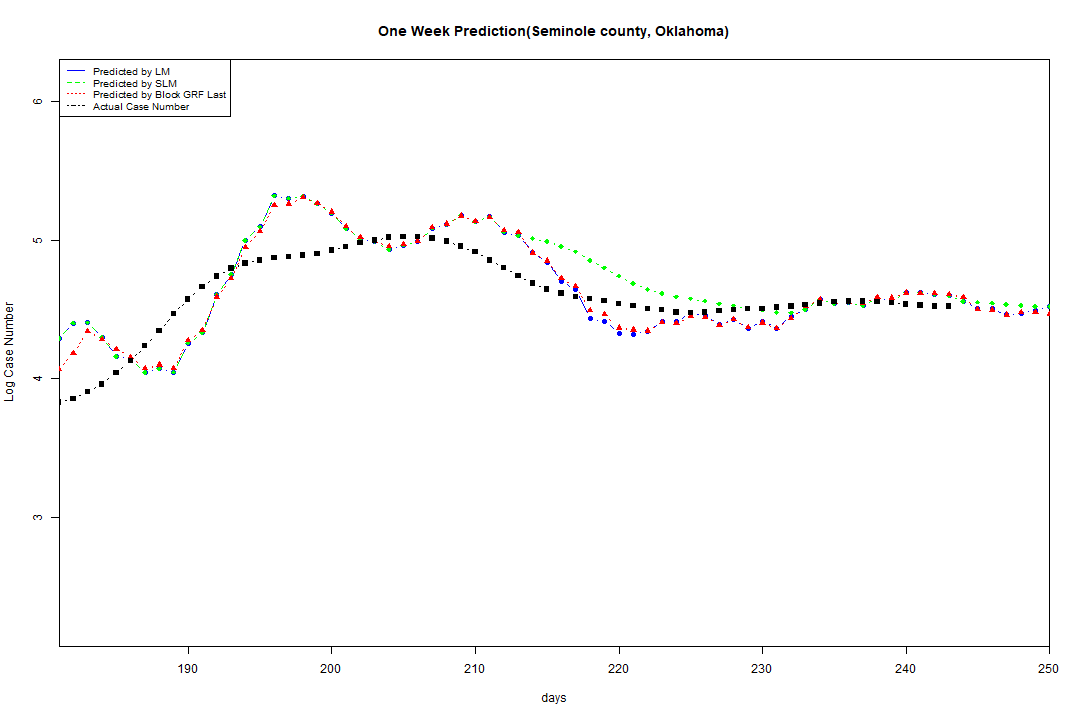 One Week Prediction(Seminole county, Oklahoma)
Predicted by LM
Predicted by SLM
Predicted by Block GRF Last
Actual Case Number
6
5
4
3
Log Case Number
190 200 210 220 230 240 250
days